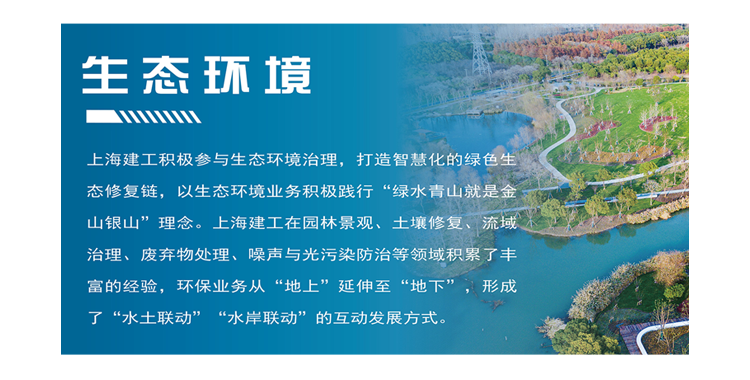 生态环境
上海建工积极参与生态环境治理，打造智慧化的绿色生
态修复链，以生态环境业务积极践行“绿水青山就是金
山银山”理念。上海建工在园林景观、土壤修复、流域
治理、废弃物处理、噪声与光污染防治等领域积累了丰
富的经验，环保业务从“地上”延伸至“地下”，形成
了“水土联动”“水岸联动”的互动发展方式。